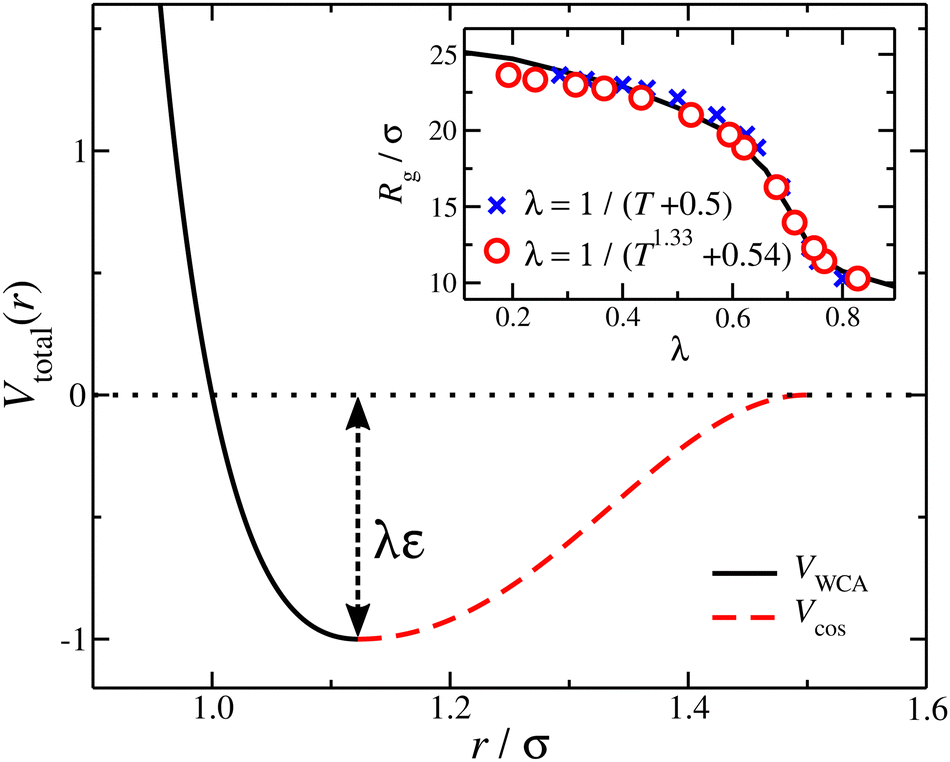 V_total(r)
1
0
-1
1.0 1.2 1.4 1.6
r / σ
λε
V_WCA
V_cos
R_g / σ
25
20
15
10
0.2 0.4 0.6 0.8
λ
λ = 1 / (T +0.5)
λ = 1 / (T^1.33 +0.54)